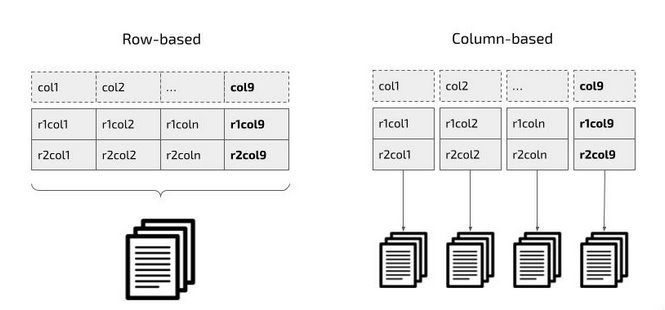 Row-based
col1 col2 ... col9
r1col1 r1col2 r1coln r1col9
r2col1 r2col2 r2coln r2col9
Column-based
col1 col2 ... col9
r1col1 r1col2 r1coln r1col9
r2col1 r2col2 r2coln r2col9